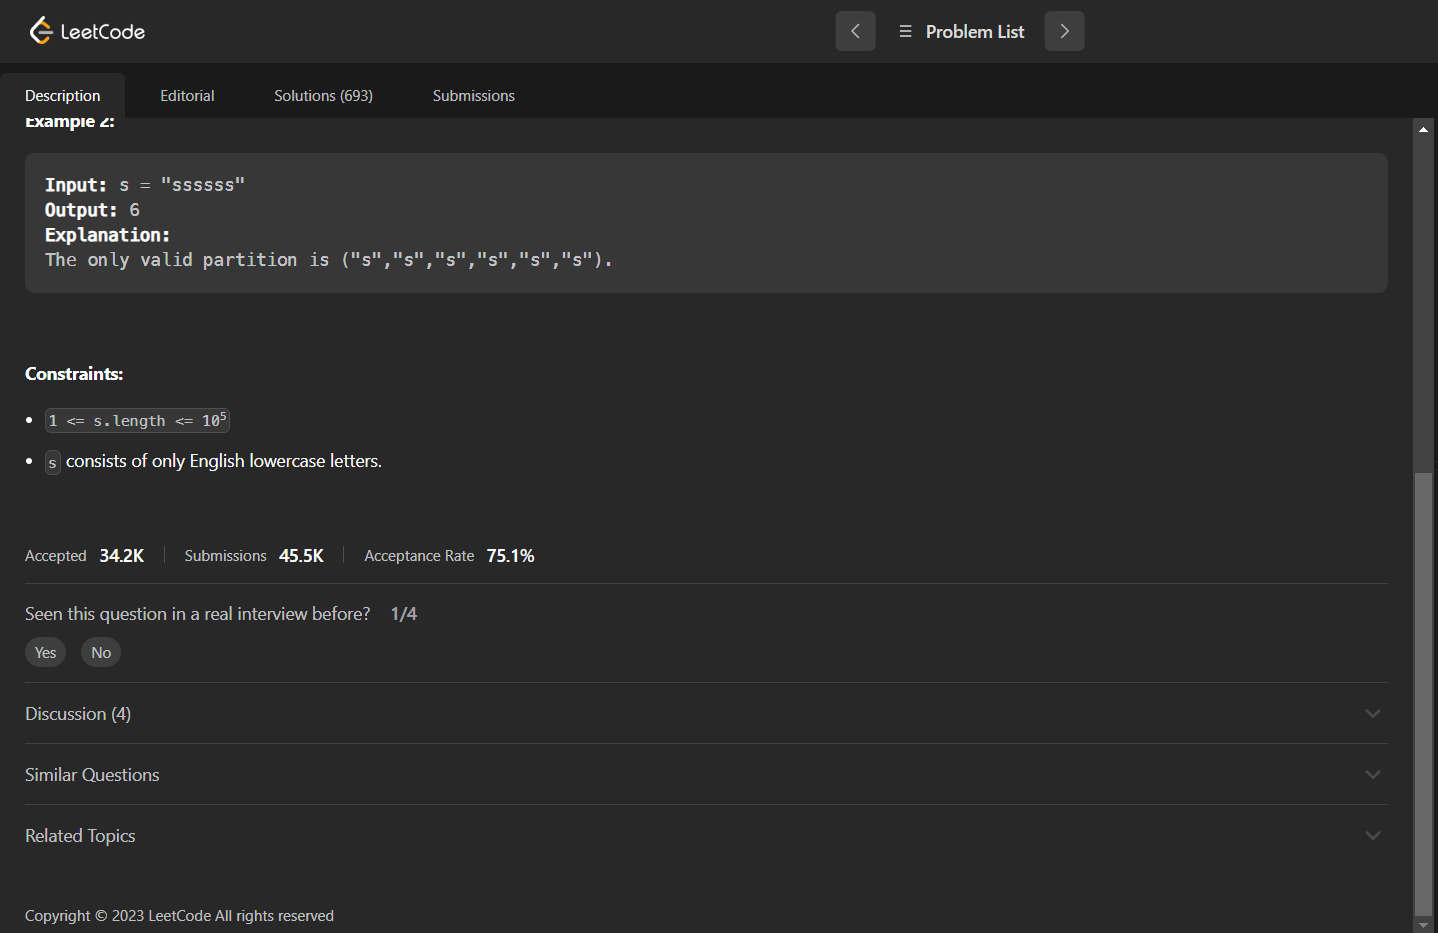 LeetCode
Problem List
Description Editorial Solutions (693) Submissions
Example 2:
Input: s = "ssssss"
Output: 6
Explanation:
The only valid partition is ("s","s","s","s","s","s").
Constraints:
1 <= s.length <= 10⁵
s consists of only English lowercase letters.
Accepted 34.2K Submissions 45.5K Acceptance Rate 75.1%
Seen this question in a real interview before? 1/4
Yes No
Discussion (4)
Similar Questions
Related Topics
Copyright © 2023 LeetCode All rights reserved